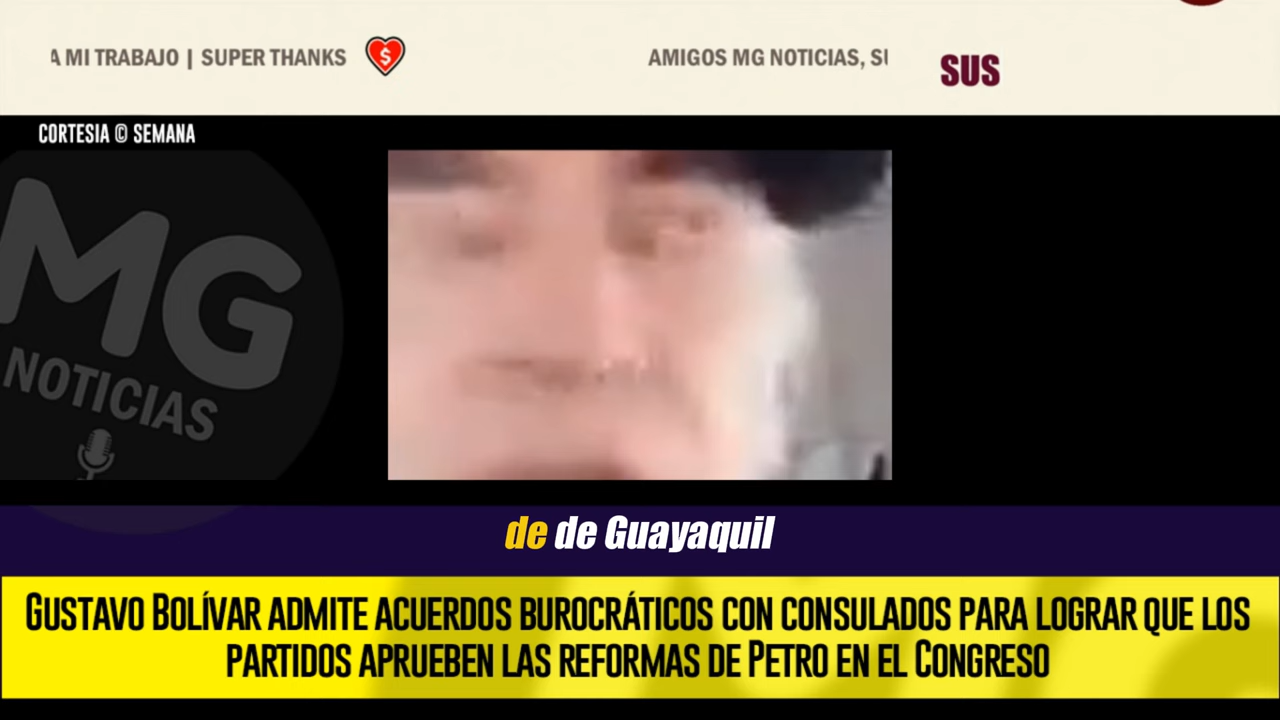 A MI TRABAJO | SUPER THANKS
$
AMIGOS MG NOTICIAS, SU
SUS
CORTESIA © SEMANA
MG
NOTICIAS
de de Guayaquil
GUSTAVO BOLÍVAR ADMITE ACUERDOS BUROCRÁTICOS CON CONSULADOS PARA LOGRAR QUE LOS
PARTIDOS APRUEBEN LAS REFORMAS DE PETRO EN EL CONGRESO